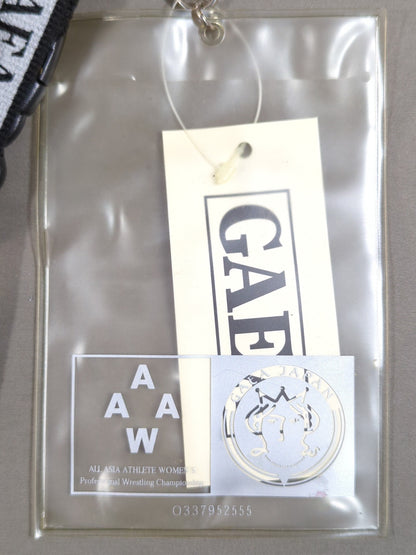 GAEA
GAE
A
A A
W
ALL ASIA ATHLETE WOMEN'S
Professional Wrestling Championship
GAEA JAPAN
O337952555